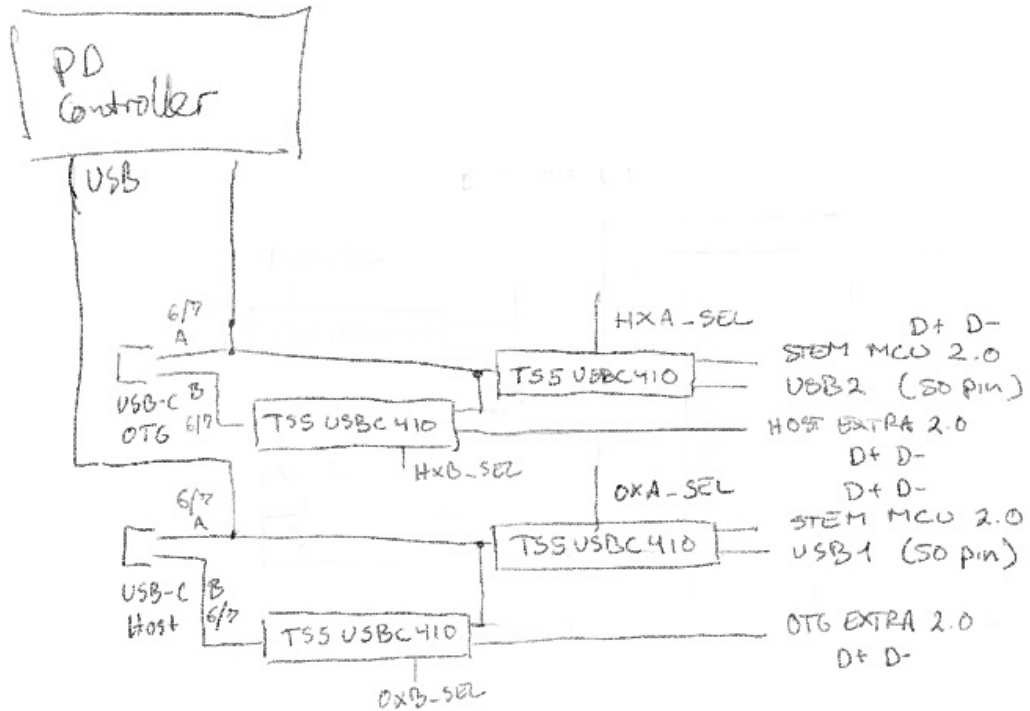 PD
Controller
USB
6/7
A
HXA_SEL
D+ D-
STEM MCU 2.0
TS5USBC410
USB2 (50 pin)
USB-C
OTG
B
6/7
TS5USBC410
HOST EXTRA 2.0
HXB_SEL
D+ D-
D+ D-
6/7
A
OXA_SEL
STEM MCU 2.0
TS5USBC410
USB1 (50 pin)
USB-C
Host
B
6/7
TS5USBC410
OTG EXTRA 2.0
D+ D-
OXB_SEL